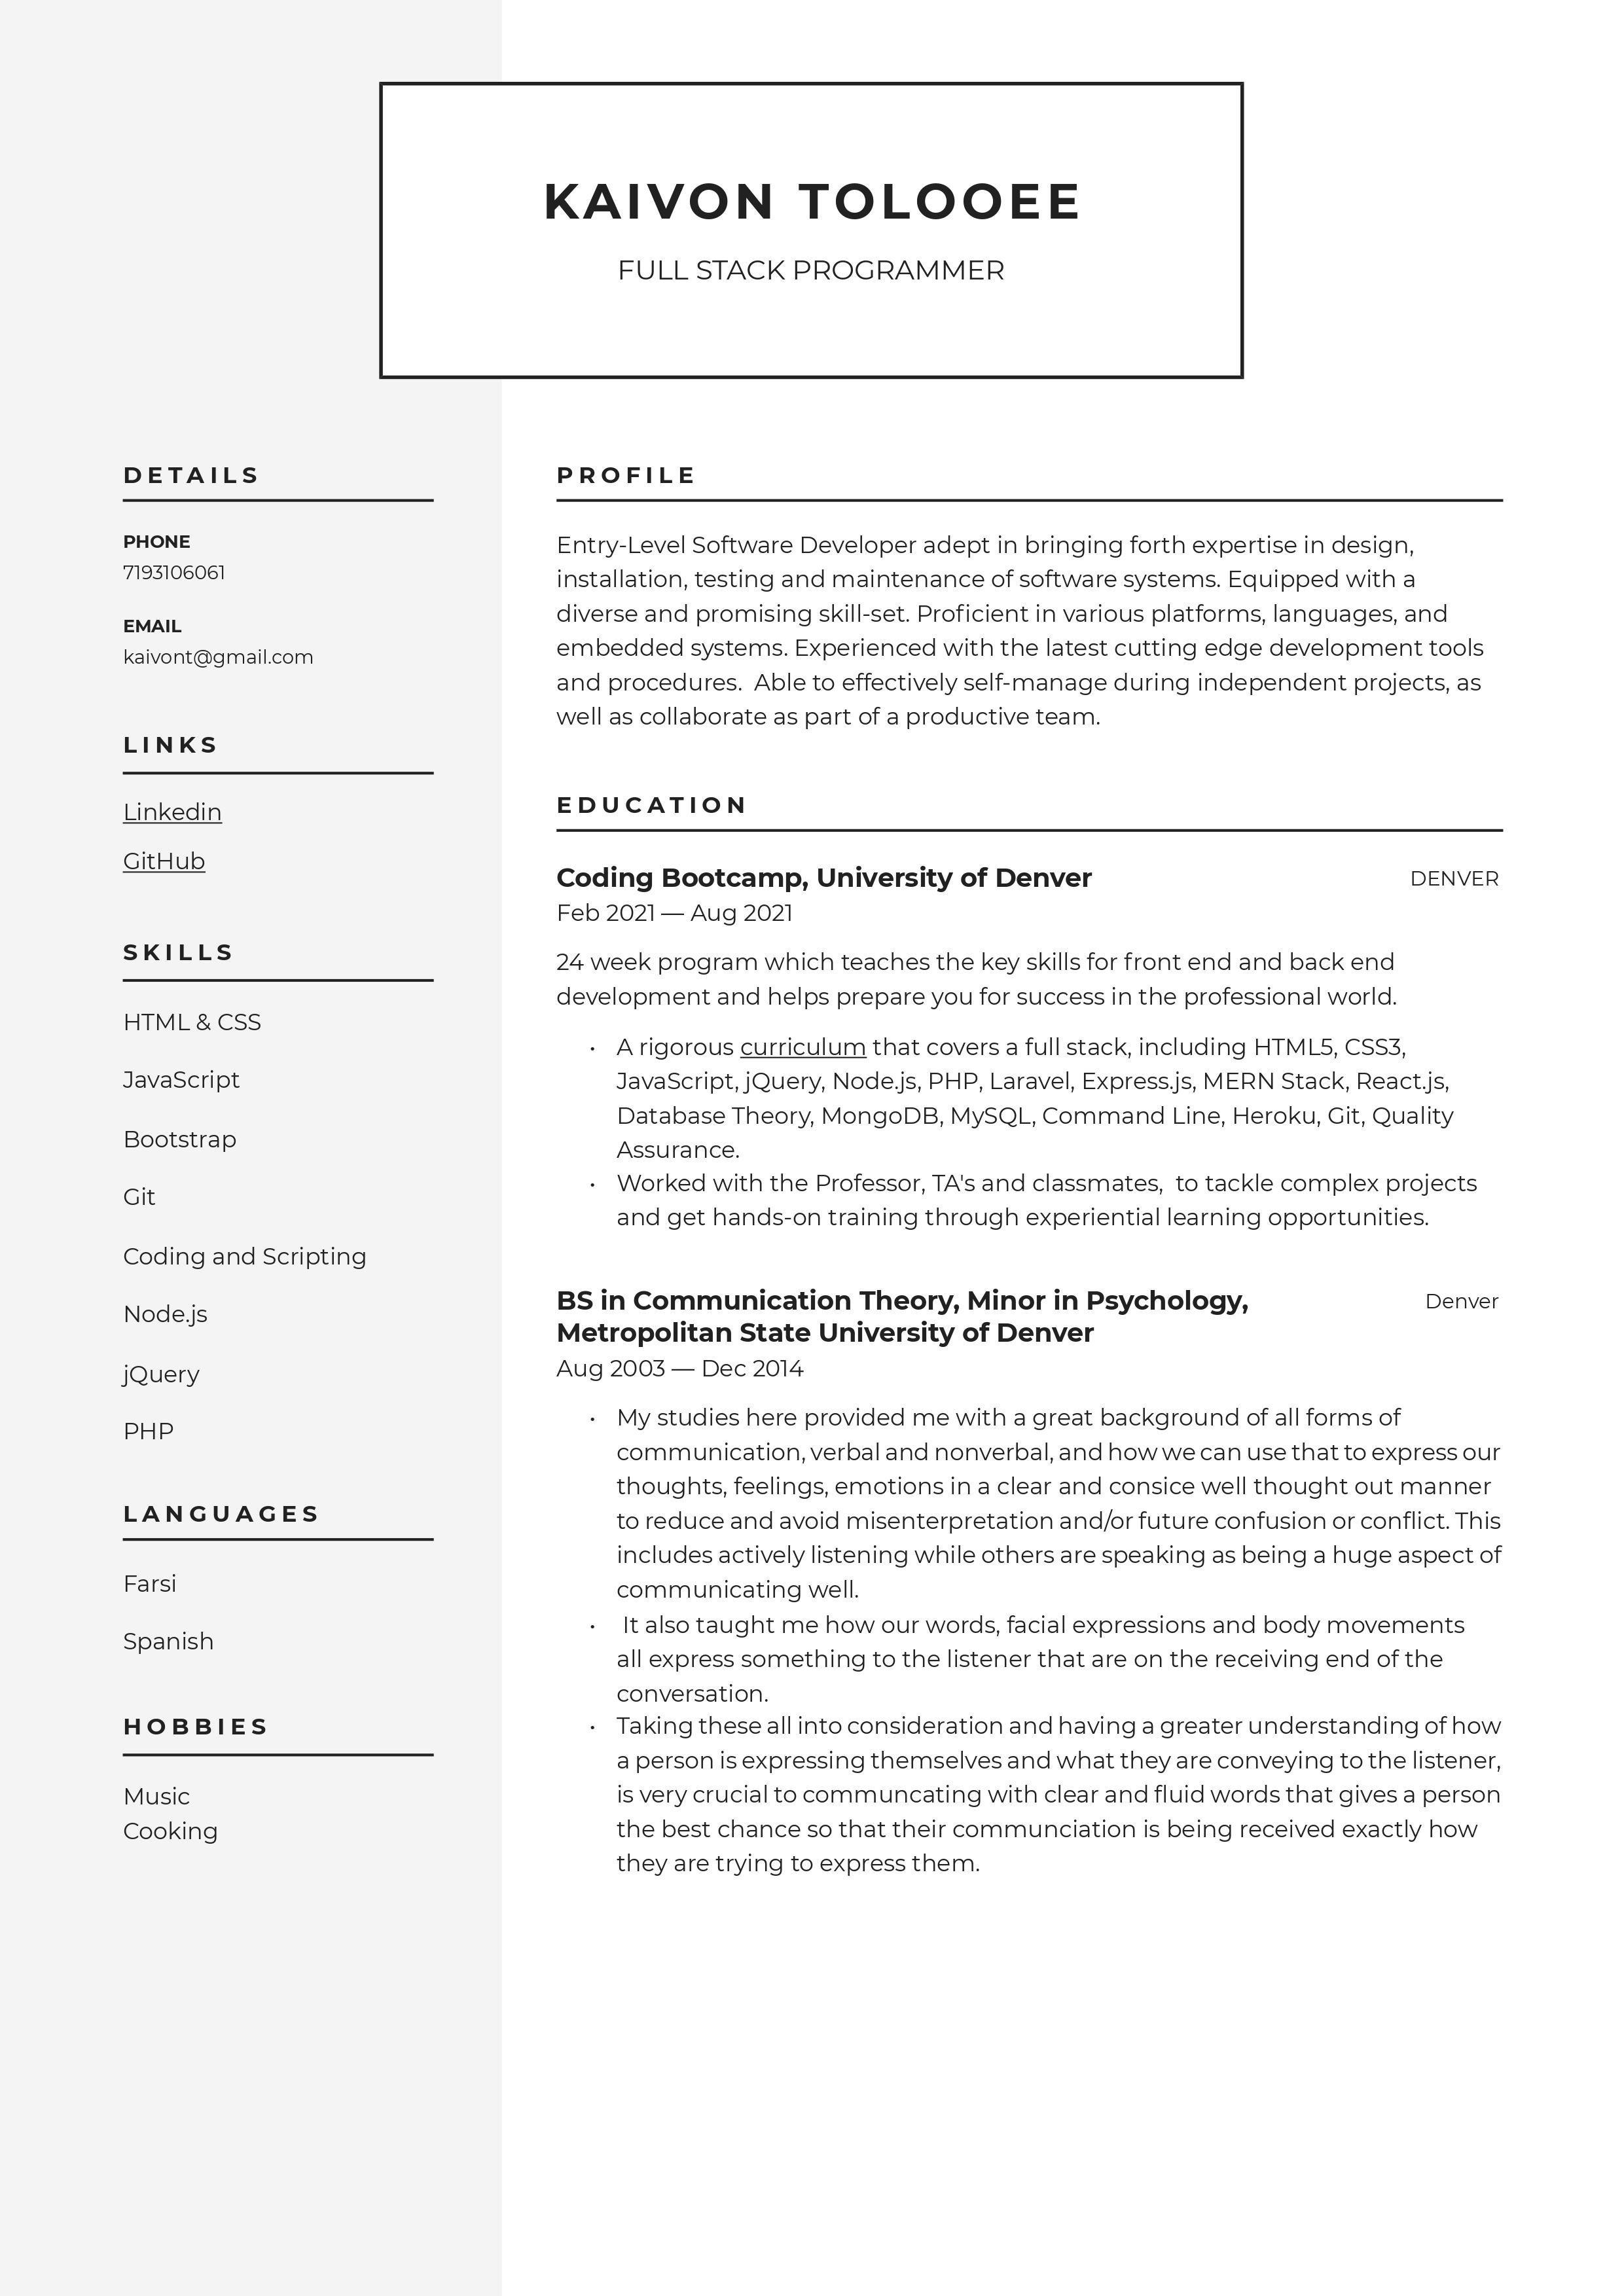 KAIVON TOLOOEE
FULL STACK PROGRAMMER
DETAILS
PHONE
7193106061
EMAIL
kaivont@gmail.com
LINKS
Linkedin
GitHub
SKILLS
HTML & CSS
JavaScript
Bootstrap
Git
Coding and Scripting
Node.js
jQuery
PHP
LANGUAGES
Farsi
Spanish
HOBBIES
Music
Cooking
PROFILE
Entry-Level Software Developer adept in bringing forth expertise in design,
installation, testing and maintenance of software systems. Equipped with a
diverse and promising skill-set. Proficient in various platforms, languages, and
embedded systems. Experienced with the latest cutting edge development tools
and procedures.  Able to effectively self-manage during independent projects, as
well as collaborate as part of a productive team.
EDUCATION
Coding Bootcamp, University of Denver DENVER
Feb 2021 — Aug 2021
24 week program which teaches the key skills for front end and back end
development and helps prepare you for success in the professional world.
• A rigorous curriculum that covers a full stack, including HTML5, CSS3,
JavaScript, jQuery, Node.js, PHP, Laravel, Express.js, MERN Stack, React.js,
Database Theory, MongoDB, MySQL, Command Line, Heroku, Git, Quality
Assurance.
• Worked with the Professor, TA's and classmates,  to tackle complex projects
and get hands-on training through experiential learning opportunities.
BS in Communication Theory, Minor in Psychology, Denver
Metropolitan State University of Denver
Aug 2003 — Dec 2014
• My studies here provided me with a great background of all forms of
communication, verbal and nonverbal, and how we can use that to express our
thoughts, feelings, emotions in a clear and consice well thought out manner
to reduce and avoid misenterpretation and/or future confusion or conflict. This
includes actively listening while others are speaking as being a huge aspect of
communicating well.
• It also taught me how our words, facial expressions and body movements
all express something to the listener that are on the receiving end of the
conversation.
• Taking these all into consideration and having a greater understanding of how
a person is expressing themselves and what they are conveying to the listener,
is very crucial to communcating with clear and fluid words that gives a person
the best chance so that their communciation is being received exactly how
they are trying to express them.